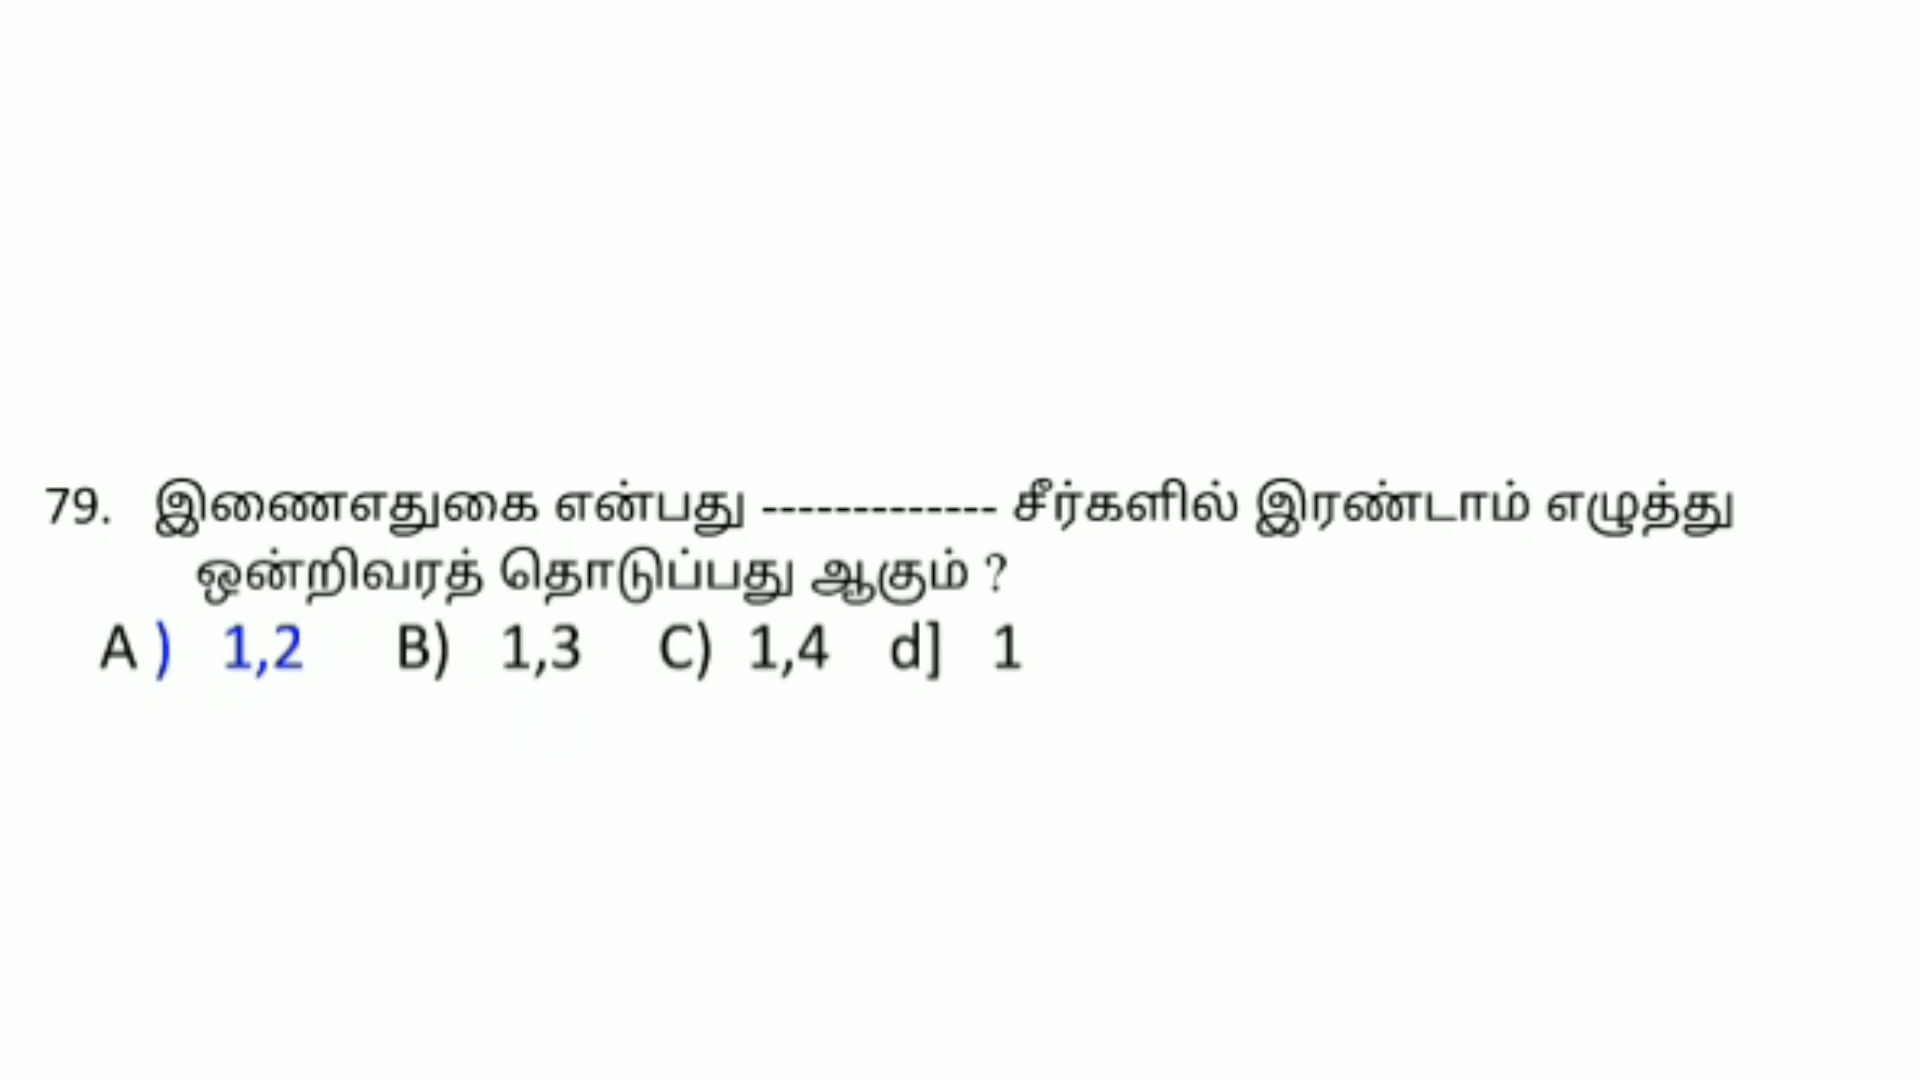 79. இணைஎதுகை என்பது ------------- சீர்களில் இரண்டாம் எழுத்து
ஒன்றிவரத் தொடுப்பது ஆகும் ?
A ) 1,2 B) 1,3 C) 1,4 d] 1